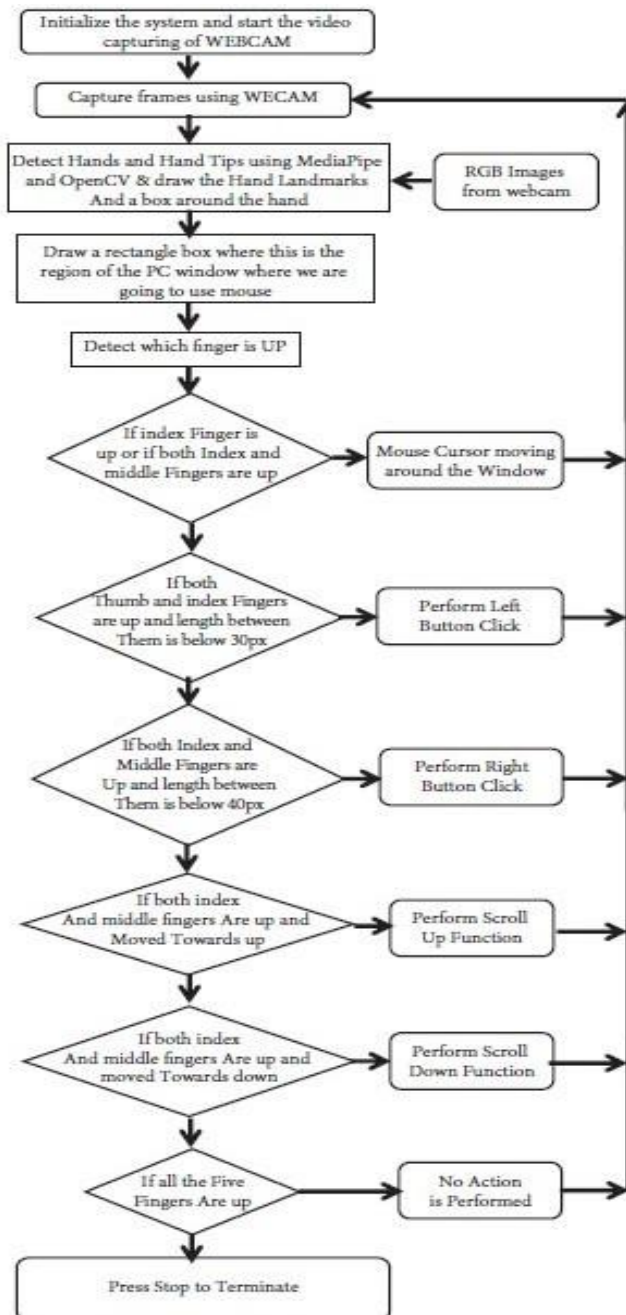 Initialize the system and start the video
capturing of WEBCAM
Capture frames using WECAM
Detect Hands and Hand Tips using MediaPipe
and OpenCV & draw the Hand Landmarks
And a box around the hand
RGB Images
from webcam
Draw a rectangle box where this is the
region of the PC window where we are
going to use mouse
Detect which finger is UP
If index Finger is
up or if both Index and
middle Fingers are up
Mouse Cursor moving
around the Window
If both
Thumb and index Fingers
are up and length between
Them is below 30px
Perform Left
Button Click
If both Index and
Middle Fingers are
Up and length between
Them is below 40px
Perform Right
Button Click
If both index
And middle fingers Are up and
Moved Towards up
Perform Scroll
Up Function
If both index
And middle fingers Are up and
moved Towards down
Perform Scroll
Down Function
If all the Five
Fingers Are up
No Action
is Performed
Press Stop to Terminate